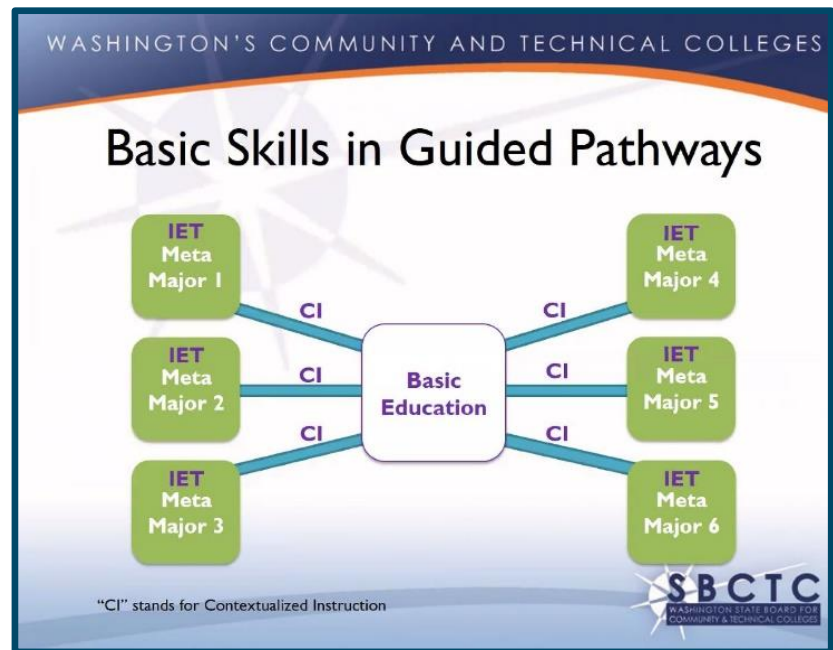 WASHINGTON'S COMMUNITY AND TECHNICAL COLLEGES
Basic Skills in Guided Pathways
IET
Meta
Major 1
IET
Meta
Major 2
IET
Meta
Major 3
CI
CI
CI
Basic
Education
CI
CI
CI
IET
Meta
Major 4
IET
Meta
Major 5
IET
Meta
Major 6
"CI" stands for Contextualized Instruction
SBCTC
WASHINGTON STATE BOARD FOR
COMMUNITY & TECHNICAL COLLEGES